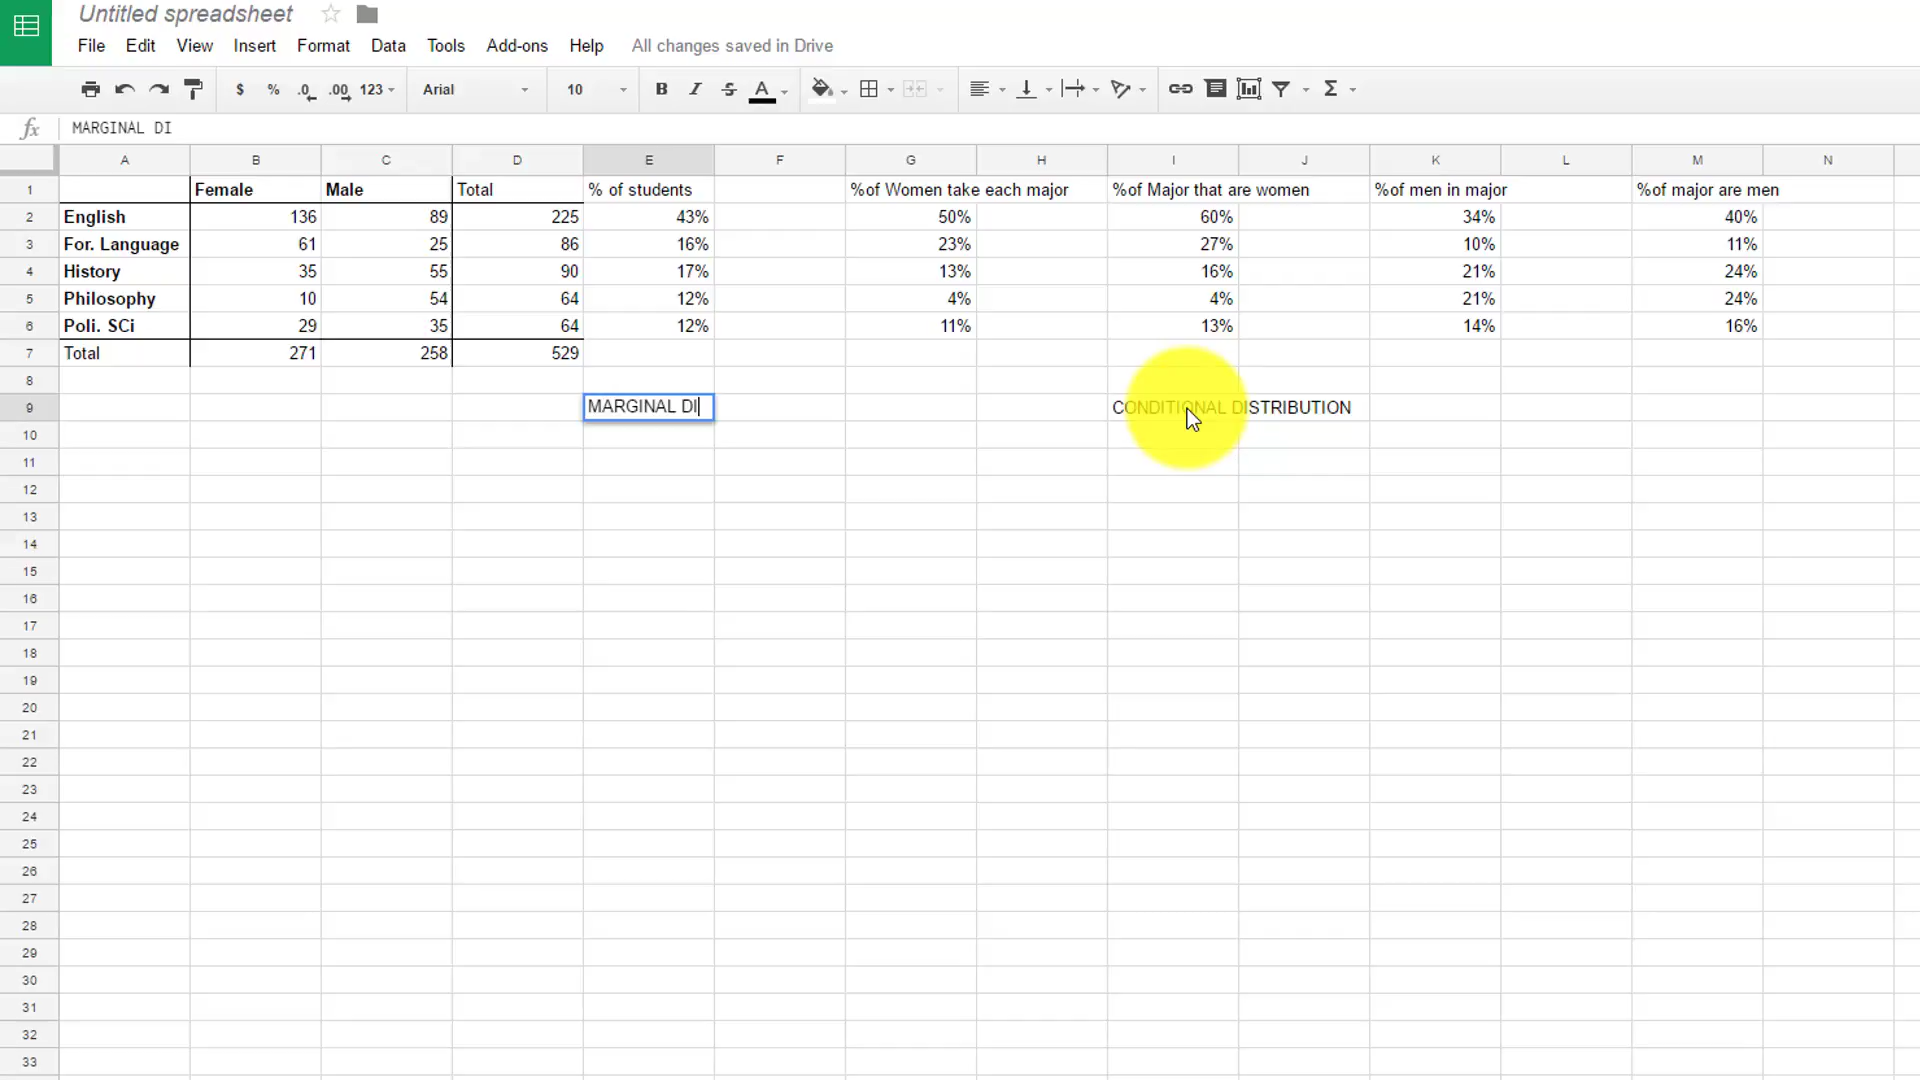 Untitled spreadsheet
File Edit View Insert Format Data Tools Add-ons Help All changes saved in Drive
$ % .0 .00 123 Arial 10 B I S A Σ
fx MARGINAL DI
A B C D E F G H I J K L M N
1 Female Male Total % of students %of Women take each major %of Major that are women %of men in major %of major are men
2 English 136 89 225 43% 50% 60% 34% 40%
3 For. Language 61 25 86 16% 23% 27% 10% 11%
4 History 35 55 90 17% 13% 16% 21% 24%
5 Philosophy 10 54 64 12% 4% 4% 21% 24%
6 Poli. SCi 29 35 64 12% 11% 13% 14% 16%
7 Total 271 258 529
8
9 MARGINAL DI CONDITIONAL DISTRIBUTION
10
11
12
13
14
15
16
17
18
19
20
21
22
23
24
25
26
27
28
29
30
31
32
33